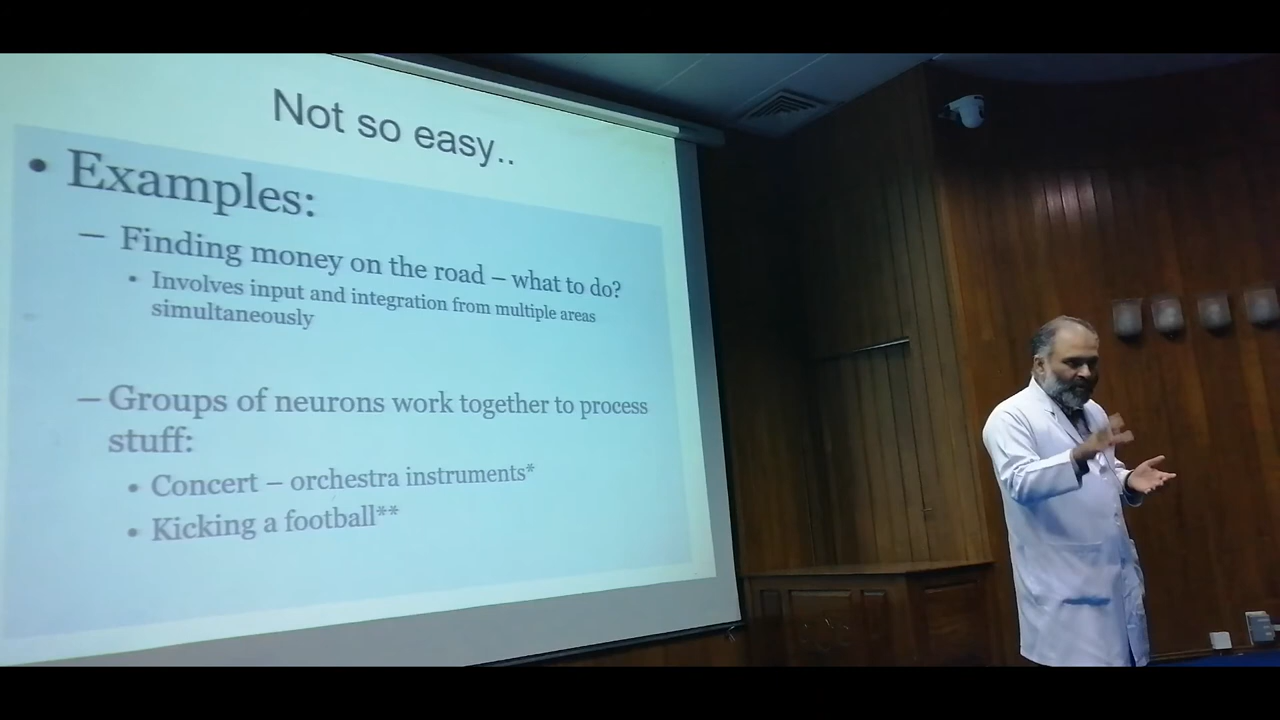 Not so easy..
• Examples:
– Finding money on the road – what to do?
• Involves input and integration from multiple areas
simultaneously
– Groups of neurons work together to process
stuff:
• Concert – orchestra instruments*
• Kicking a football**